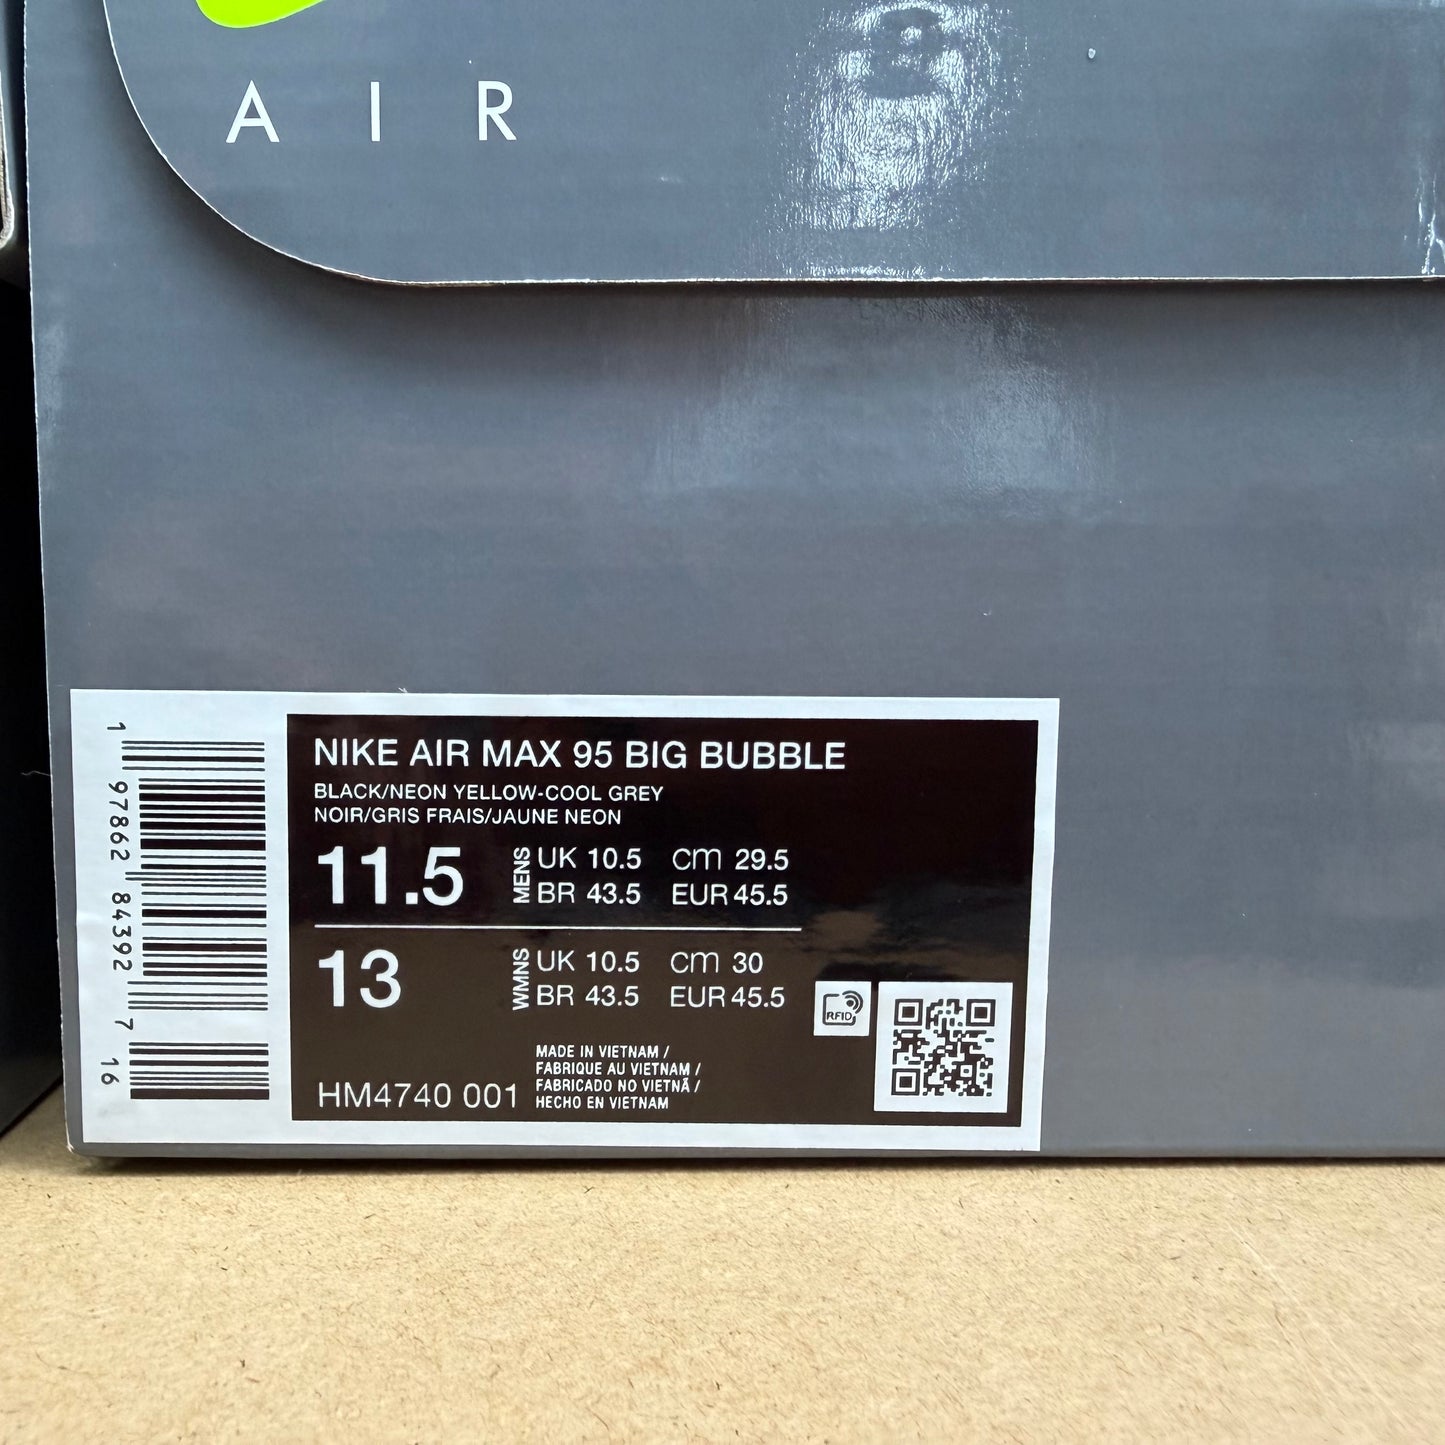 AIR
NIKE AIR MAX 95 BIG BUBBLE
BLACK/NEON YELLOW-COOL GREY
NOIR/GRIS FRAIS/JAUNE NEON
11.5 MENS UK 10.5 cm 29.5
BR 43.5 EUR 45.5
13 WMNS UK 10.5 cm 30
BR 43.5 EUR 45.5
RFID
MADE IN VIETNAM /
FABRIQUE AU VIETNAM /
FABRICADO NO VIETNÃ /
HECHO EN VIETNAM
HM4740 001
1 97862 84392 7 16